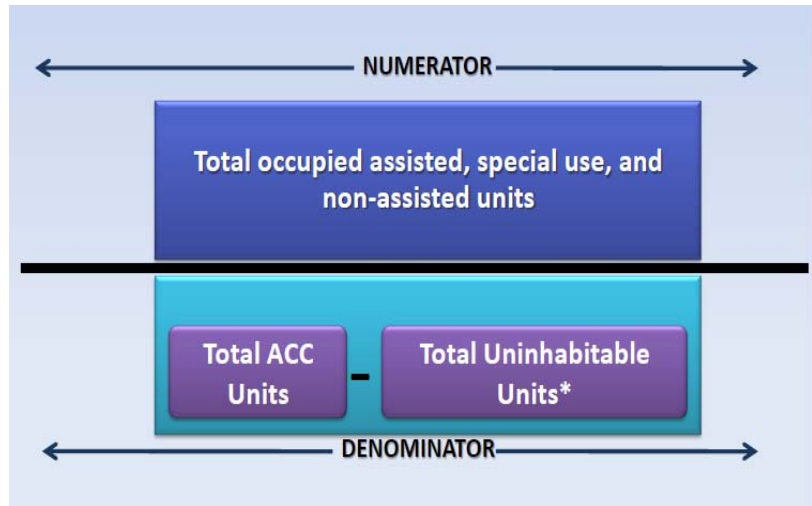 NUMERATOR
Total occupied assisted, special use, and
non-assisted units
Total ACC
Units
-
Total Uninhabitable
Units*
DENOMINATOR